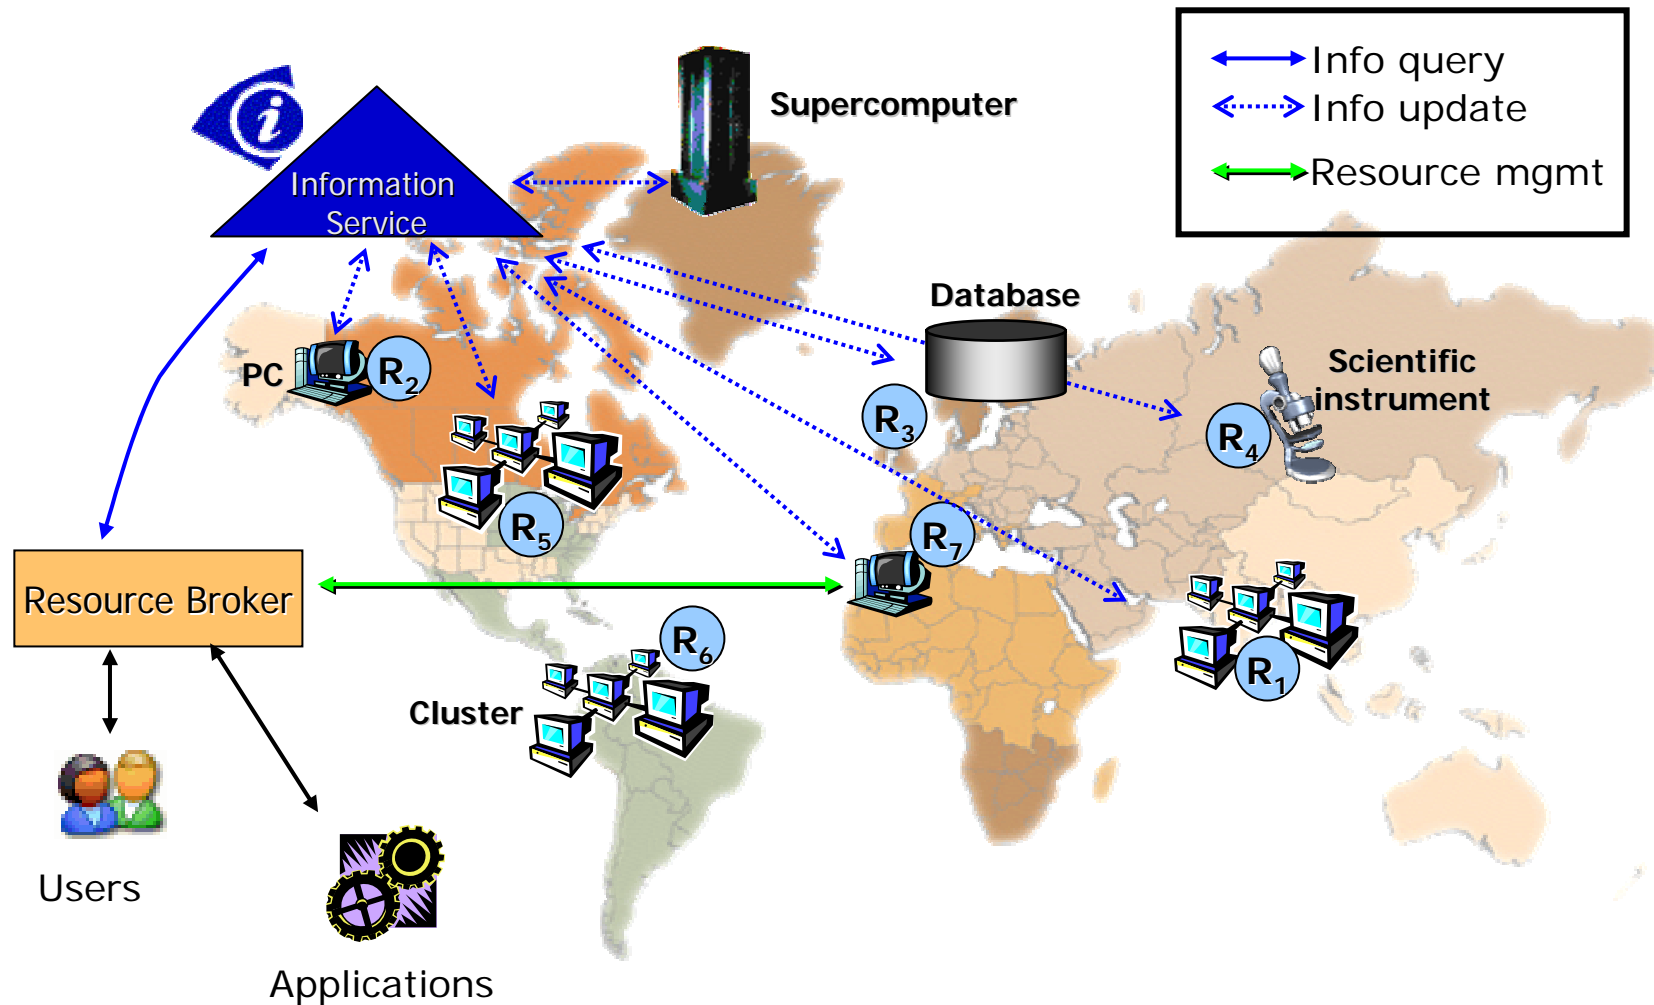 Info query
Info update
Resource mgmt
Supercomputer
i
Information
Service
Database
Scientific
instrument
PC
R2
R3
R4
R5
R7
Resource Broker
R6
R1
Cluster
Users
Applications